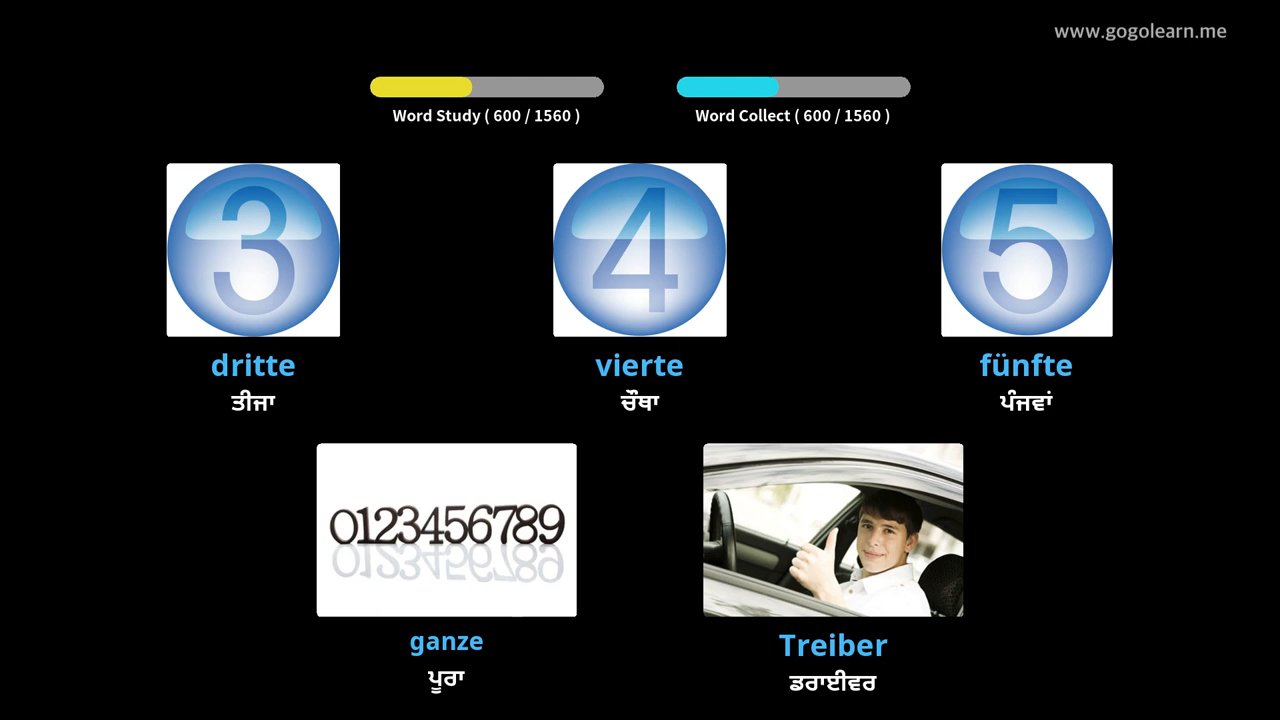 www.gogolearn.me
Word Study ( 600 / 1560 )
Word Collect ( 600 / 1560 )
3
4
5
dritte
vierte
fünfte
ਤੀਜਾ
ਚੌਥਾ
ਪੰਜਵਾਂ
0123456789
ganze
Treiber
ਪੂਰਾ
ਡਰਾਈਵਰ